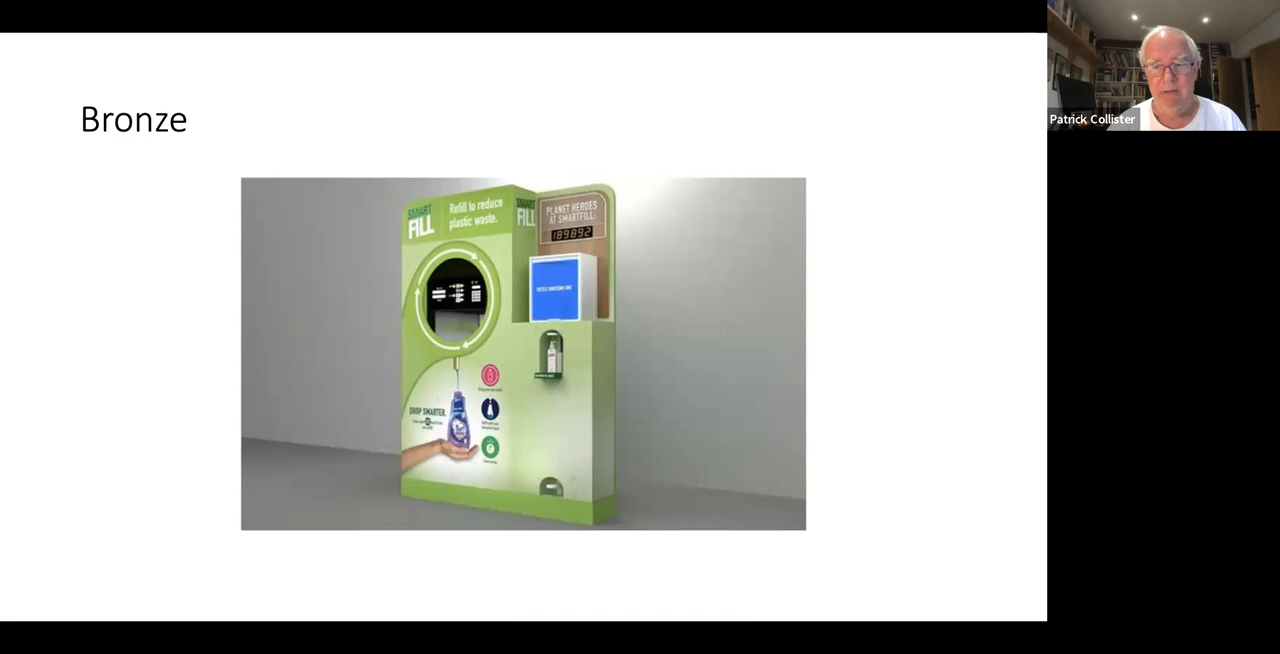 Bronze
Patrick Collister
SMART
FILL
Refill to reduce
plastic waste.
SMART
FILL
PLANET HEROES
AT SMARTFILL:
189892
SHOP SMARTER.